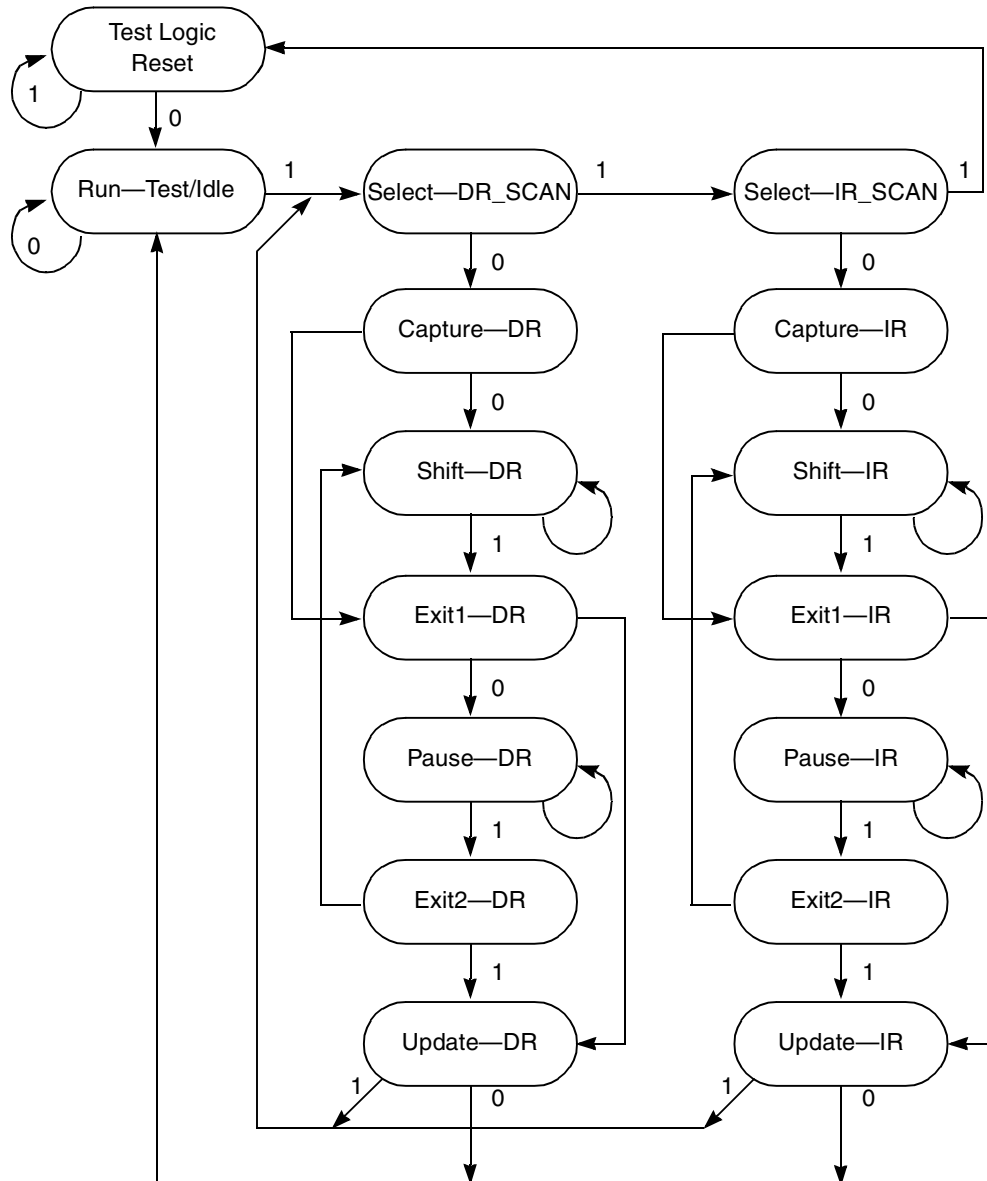 Test Logic
Reset
1
0
Run—Test/Idle
1
Select—DR_SCAN
1
Select—IR_SCAN
1
0
0
0
Capture—DR
Capture—IR
0
0
Shift—DR
Shift—IR
1
1
Exit1—DR
Exit1—IR
0
0
Pause—DR
Pause—IR
1
1
Exit2—DR
Exit2—IR
1
1
Update—DR
Update—IR
1
0
1
0